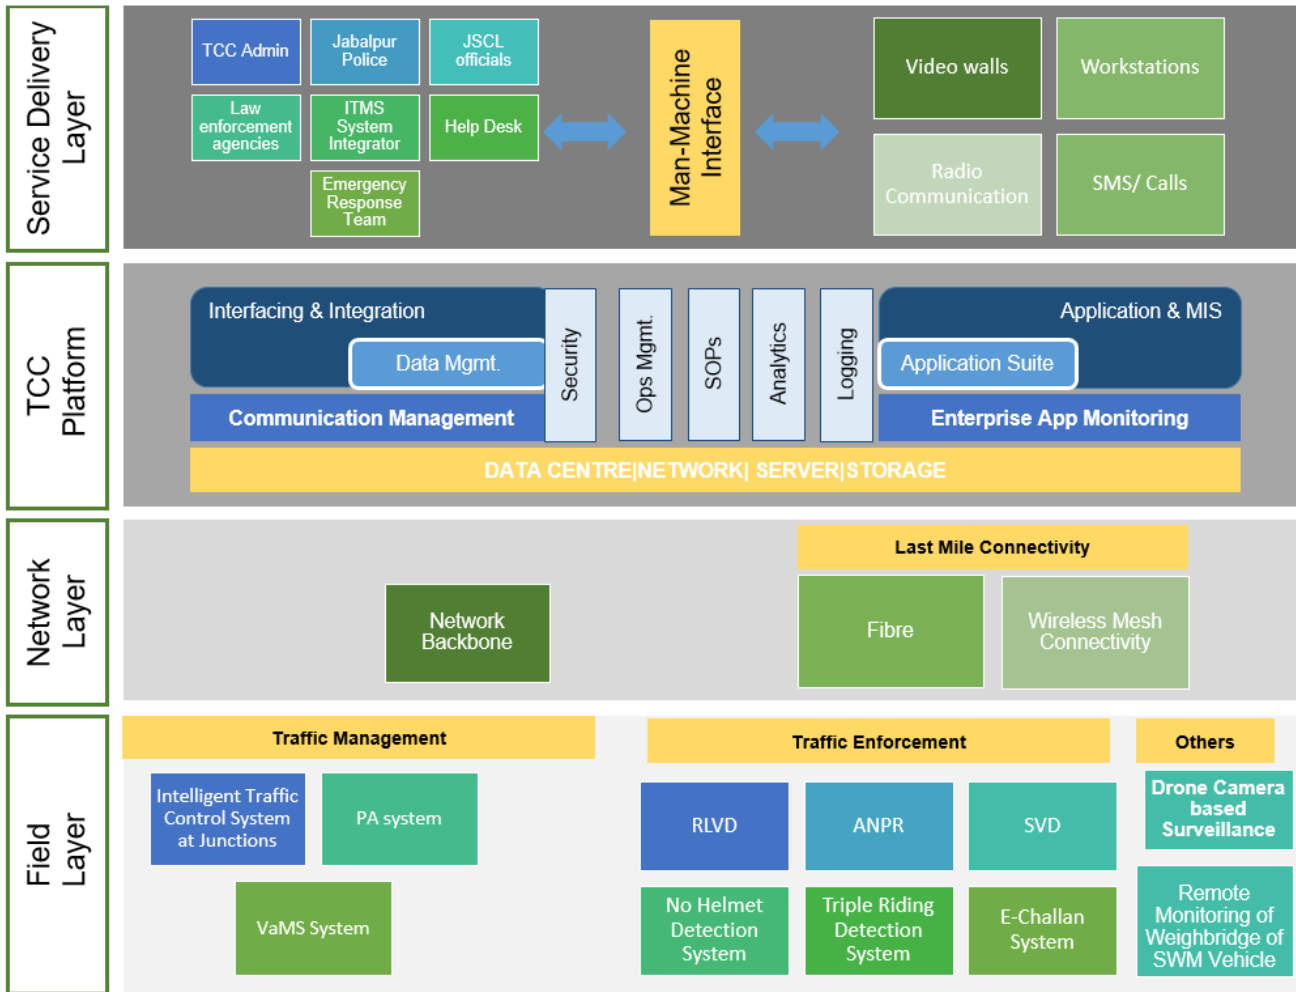 Service Delivery
Layer
TCC Admin
Jabalpur
Police
JSCL
officials
Law
enforcement
agencies
ITMS
System
Integrator
Help Desk
Emergency
Response
Team
Man-Machine
Interface
Video walls
Workstations
Radio
Communication
SMS/ Calls
TCC
Platform
Interfacing & Integration
Data Mgmt.
Communication Management
Security
Ops Mgmt.
SOPs
Analytics
Logging
Application & MIS
Application Suite
Enterprise App Monitoring
DATA CENTRE|NETWORK| SERVER|STORAGE
Network
Layer
Network
Backbone
Last Mile Connectivity
Fibre
Wireless Mesh
Connectivity
Field
Layer
Traffic Management
Intelligent Traffic
Control System
at Junctions
PA system
VaMS System
Traffic Enforcement
RLVD
ANPR
SVD
No Helmet
Detection
System
Triple Riding
Detection
System
E-Challan
System
Others
Drone Camera
based
Surveillance
Remote
Monitoring of
Weighbridge of
SWM Vehicle